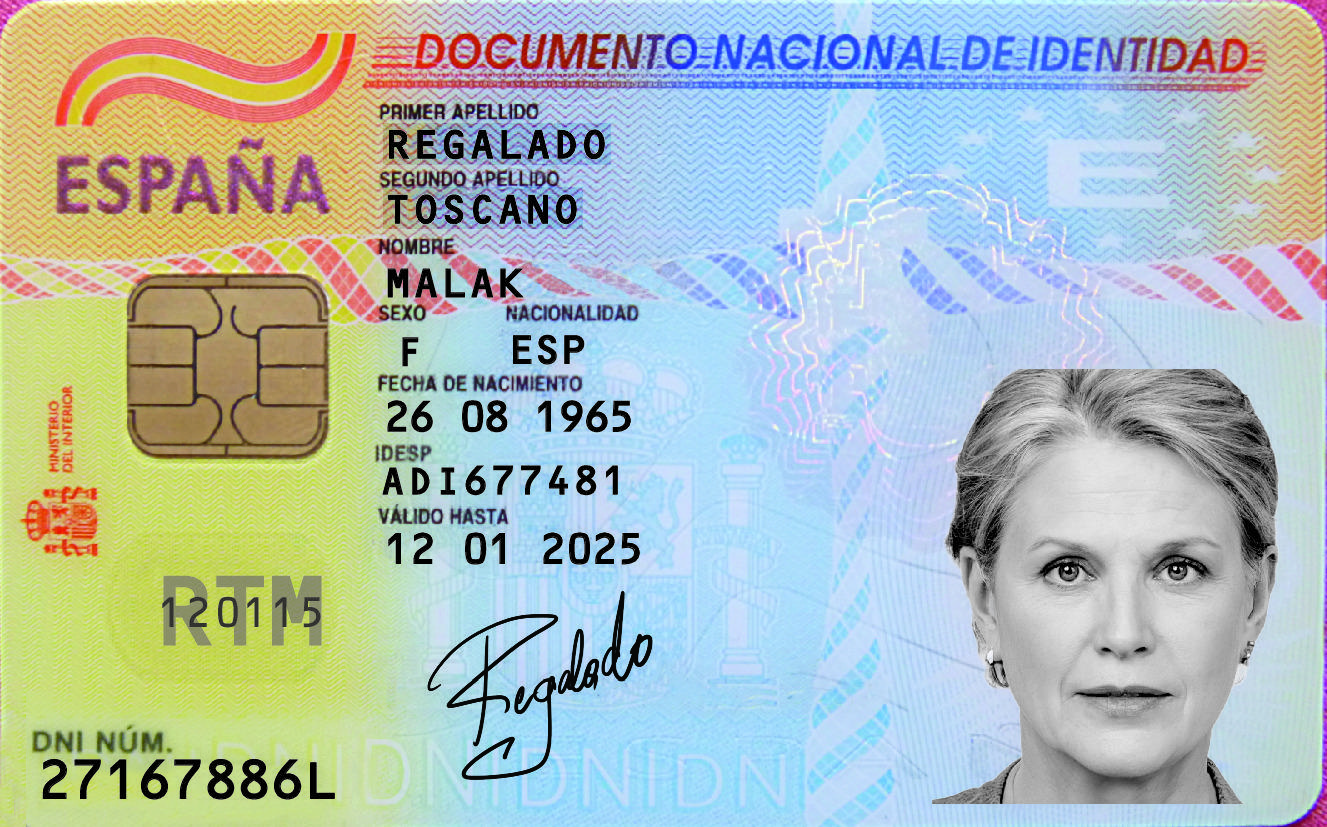 DOCUMENTO NACIONAL DE IDENTIDAD
ESPAÑA
PRIMER APELLIDO
REGALADO
SEGUNDO APELLIDO
TOSCANO
NOMBRE
MALAK
SEXO NACIONALIDAD
F ESP
FECHA DE NACIMIENTO
26 08 1965
IDESP
ADI677481
VÁLIDO HASTA
12 01 2025
MINISTERIO
DEL INTERIOR
E
RTM
120115
Regalado
DNI NÚM.
27167886L
DNIDNIDNIDNI